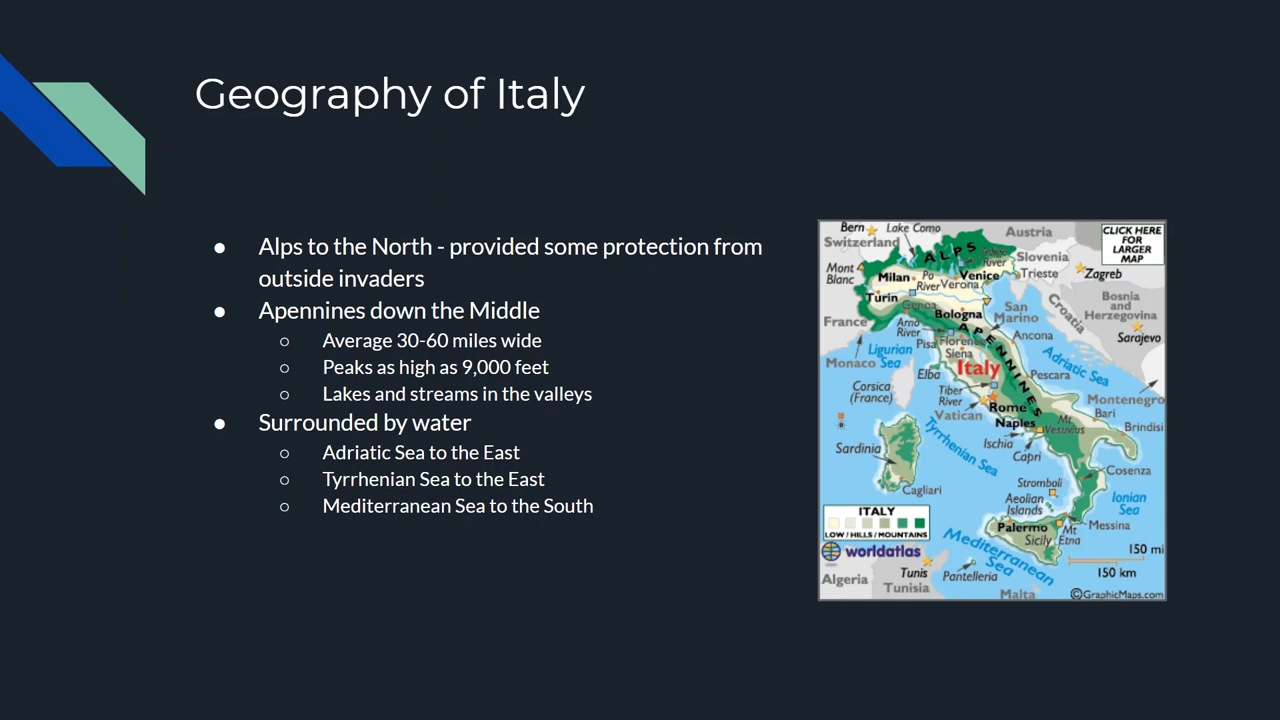 Geography of Italy
● Alps to the North - provided some protection from
outside invaders
● Apennines down the Middle
○ Average 30-60 miles wide
○ Peaks as high as 9,000 feet
○ Lakes and streams in the valleys
● Surrounded by water
○ Adriatic Sea to the East
○ Tyrrhenian Sea to the East
○ Mediterranean Sea to the South
Bern
Lake Como
Austria
CLICK HERE
FOR
LARGER
MAP
Switzerland
ALPS
River
Slovenia
Mont
Blanc
Milan
Po
River
Verona
Venice
Trieste
Zagreb
Turin
Genoa
Bologna
San
Marino
Croatia
Bosnia
and
Herzegovina
France
Arno
River
Pisa
Florence
Siena
APENNINES
Ancona
Sarajevo
Ligurian
Sea
Monaco
Elba
Italy
Adriatic Sea
Pescara
Corsica
(France)
Tiber
River
Vatican
Rome
Montenegro
Bari
Naples
Mt
Vesuvius
Brindisi
Sardinia
Tyrrhenian Sea
Ischia
Capri
Cosenza
Cagliari
Stromboli
Aeolian
Islands
Ionian
Sea
ITALY
LOW / HILLS / MOUNTAINS
Palermo
Sicily
Mt
Etna
Messina
worldatlas
Mediterranean
Sea
150 mi
150 km
Algeria
Tunis
Tunisia
Pantelleria
Malta
©GraphicMaps.com